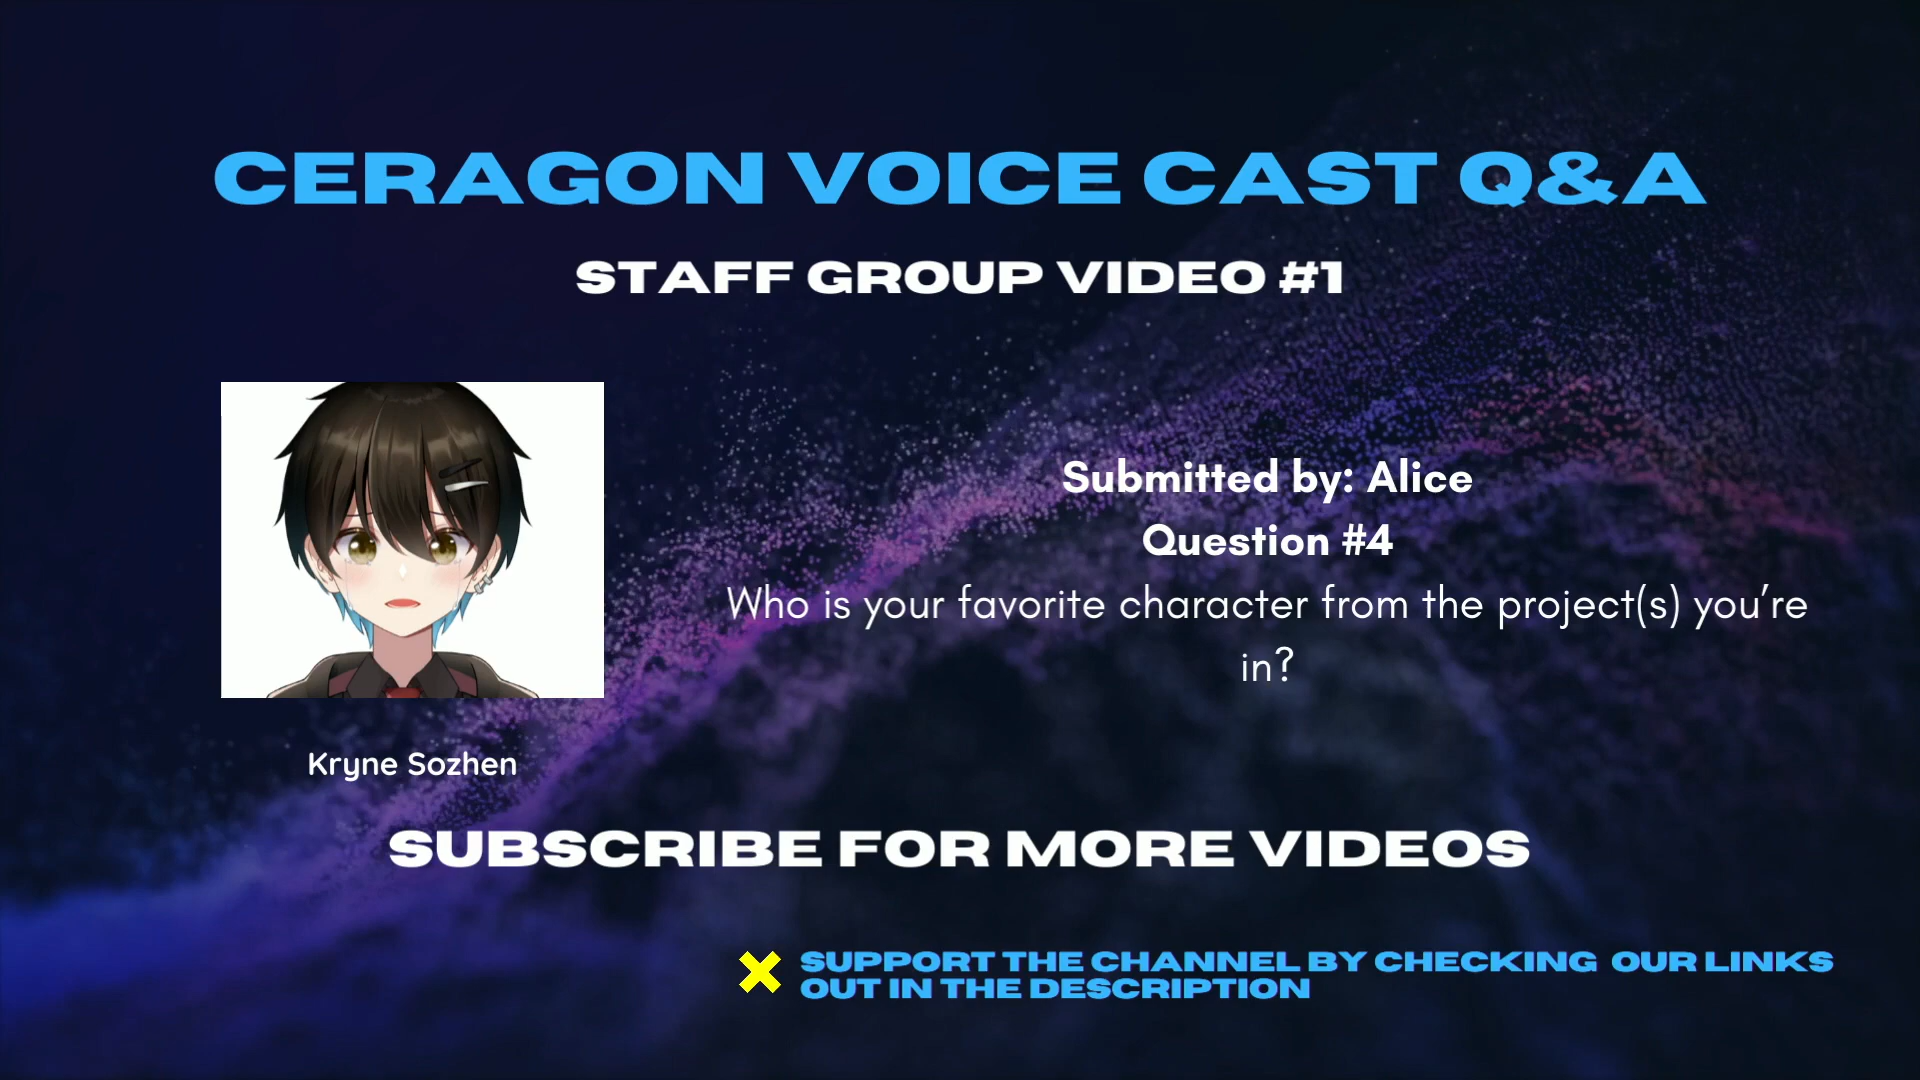 CERAGON VOICE CAST Q&A
STAFF GROUP VIDEO #1
Submitted by: Alice
Question #4
Who is your favorite character from the project(s) you’re
in?
Kryne Sozhen
SUBSCRIBE FOR MORE VIDEOS
SUPPORT THE CHANNEL BY CHECKING OUR LINKS
OUT IN THE DESCRIPTION